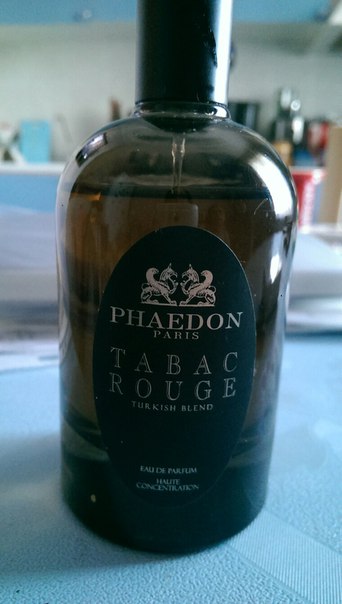 PHAEDON
PARIS
TABAC
ROUGE
TURKISH BLEND
EAU DE PARFUM
HAUTE
CONCENTRATION